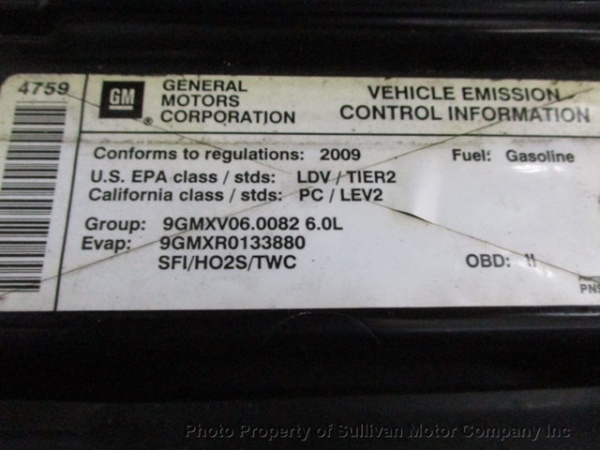 4759
GM
GENERAL
MOTORS
CORPORATION
VEHICLE EMISSION
CONTROL INFORMATION
Conforms to regulations: 2009
Fuel: Gasoline
U.S. EPA class / stds: LDV / TIER2
California class / stds: PC / LEV2
Group: 9GMXV06.0082 6.0L
Evap: 9GMXR0133880
SFI/HO2S/TWC
OBD: II
Photo Property of Sullivan Motor Company Inc